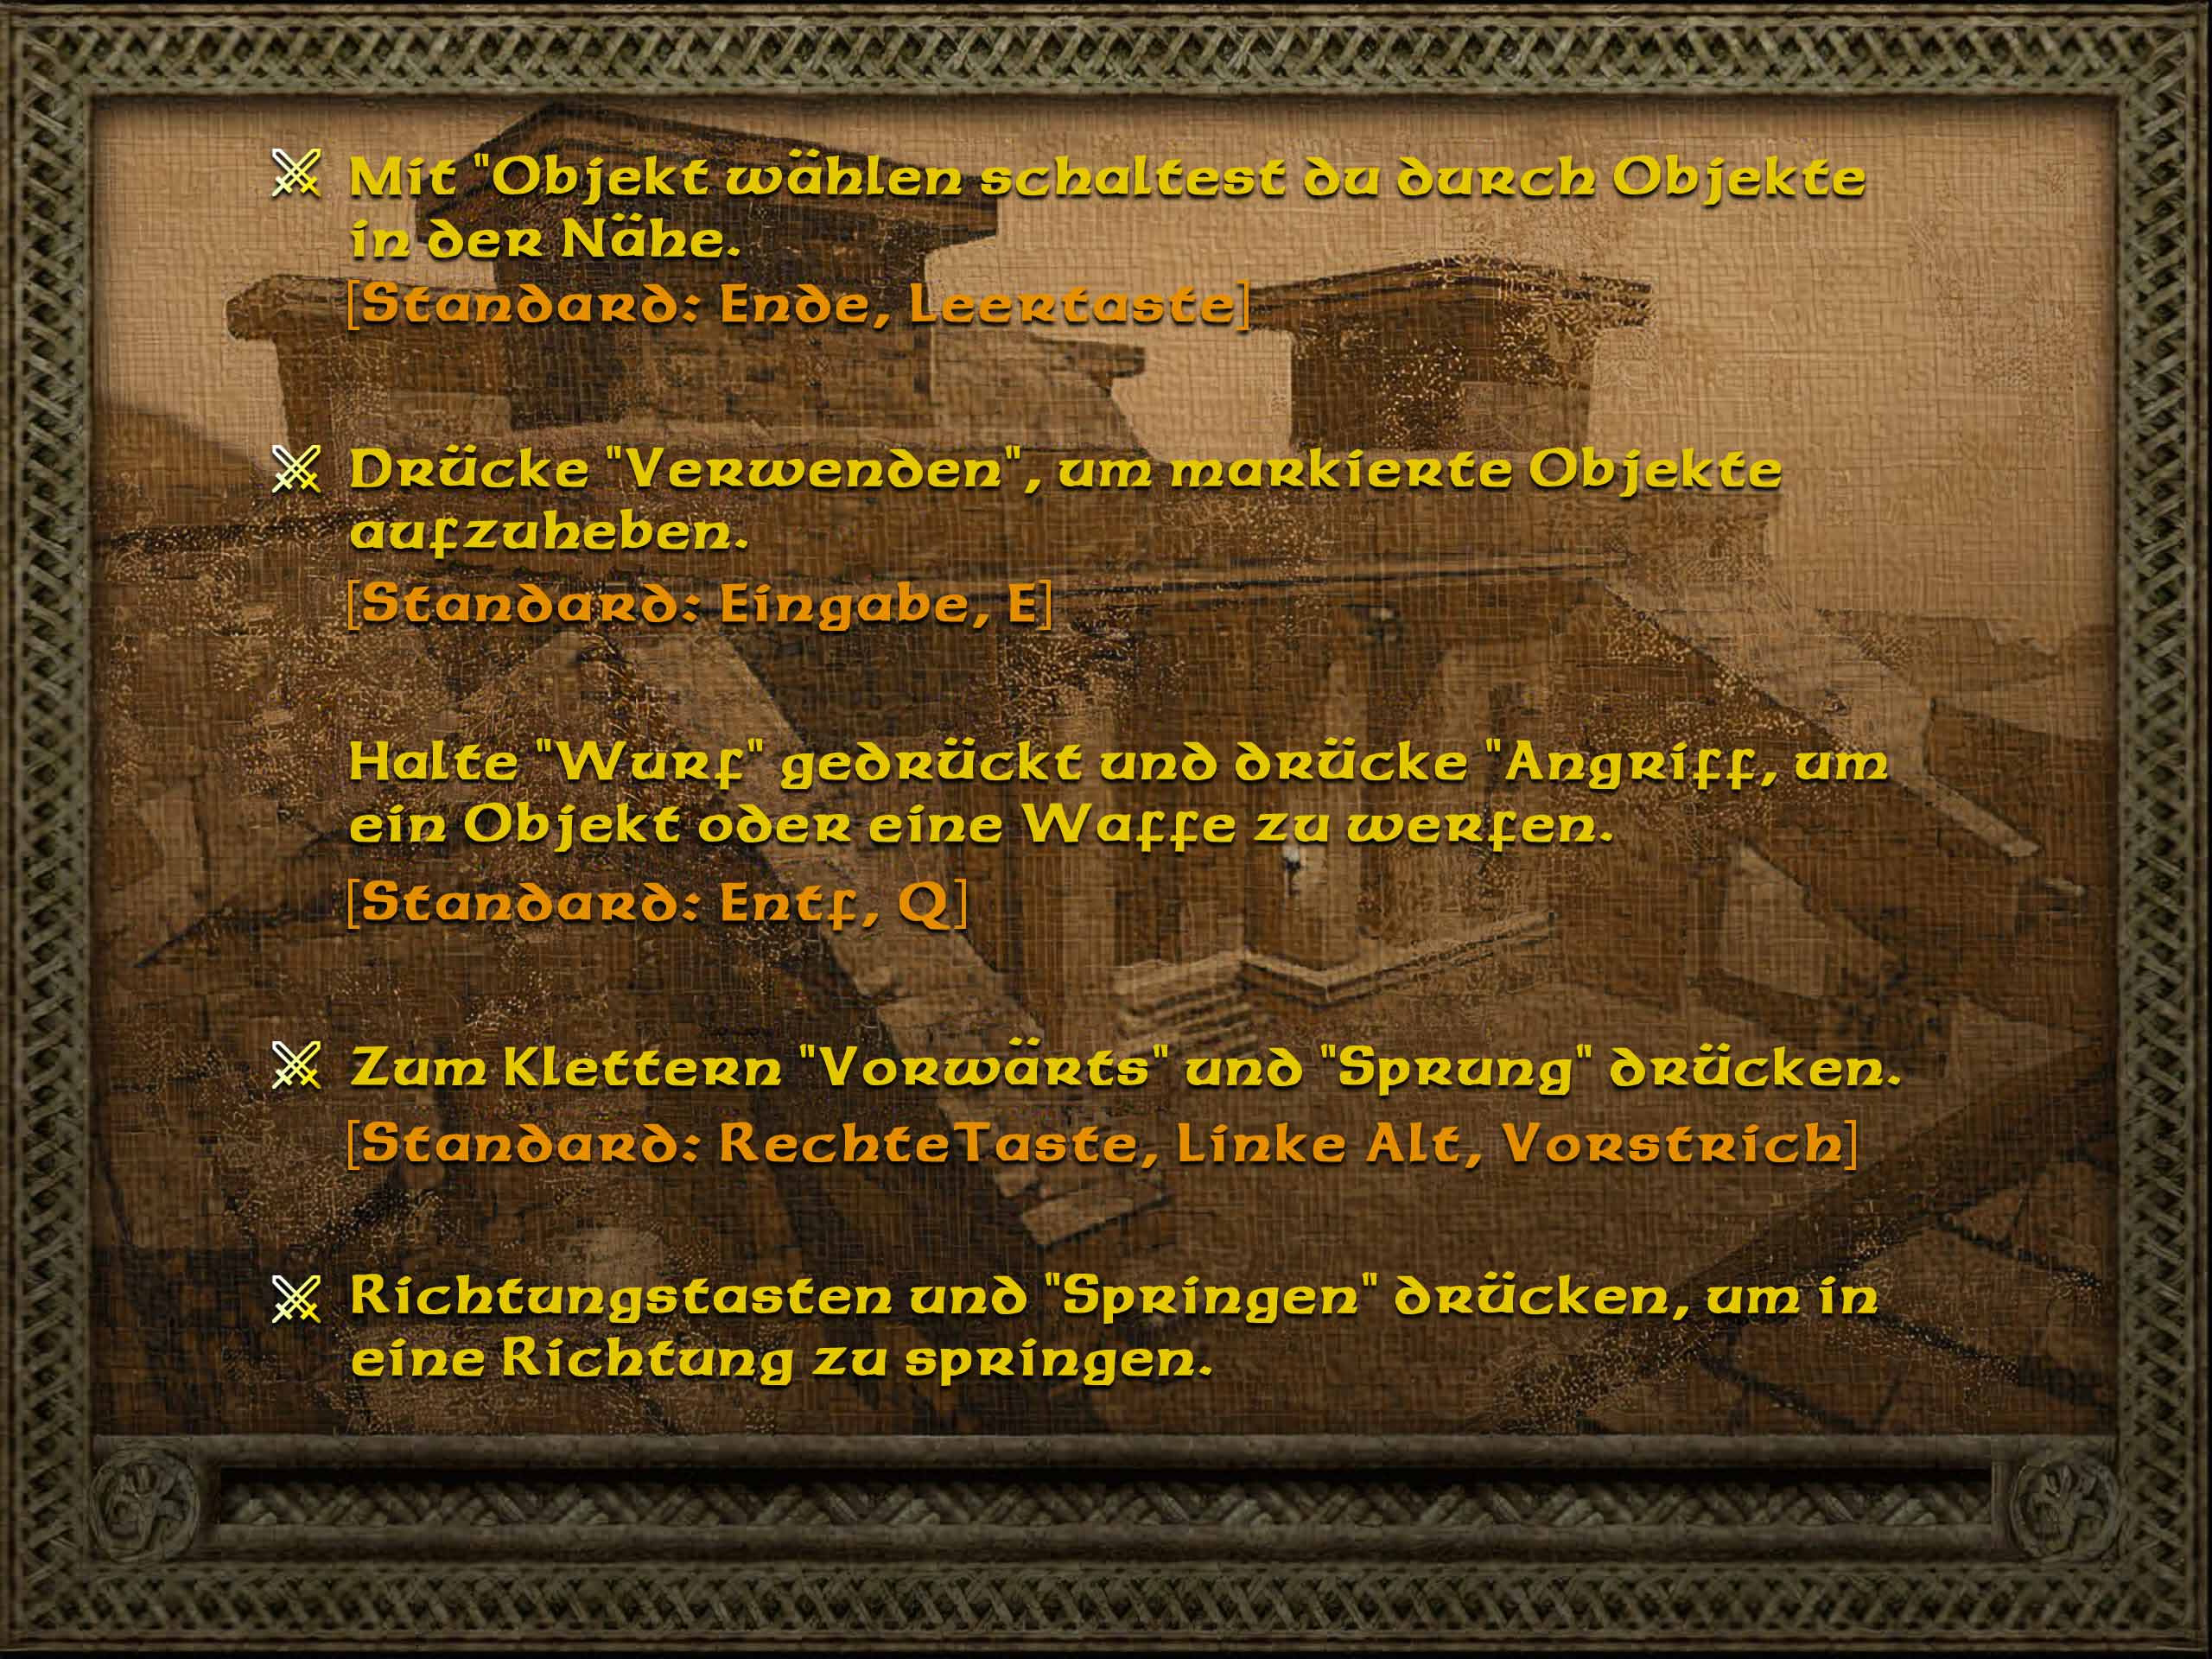 Mit "Objekt wählen schaltest du durch Objekte
in der Nähe.
[Standard: Ende, Leertaste]
Drücke "Verwenden", um markierte Objekte
aufzuheben.
[Standard: Eingabe, E]
Halte "Wurf" gedrückt und drücke "Angriff, um
ein Objekt oder eine Waffe zu werfen.
[Standard: Entf, Q]
Zum Klettern "Vorwärts" und "Sprung" drücken.
[Standard: RechteTaste, Linke Alt, Vorstrich]
Richtungstasten und "Springen" drücken, um in
eine Richtung zu springen.